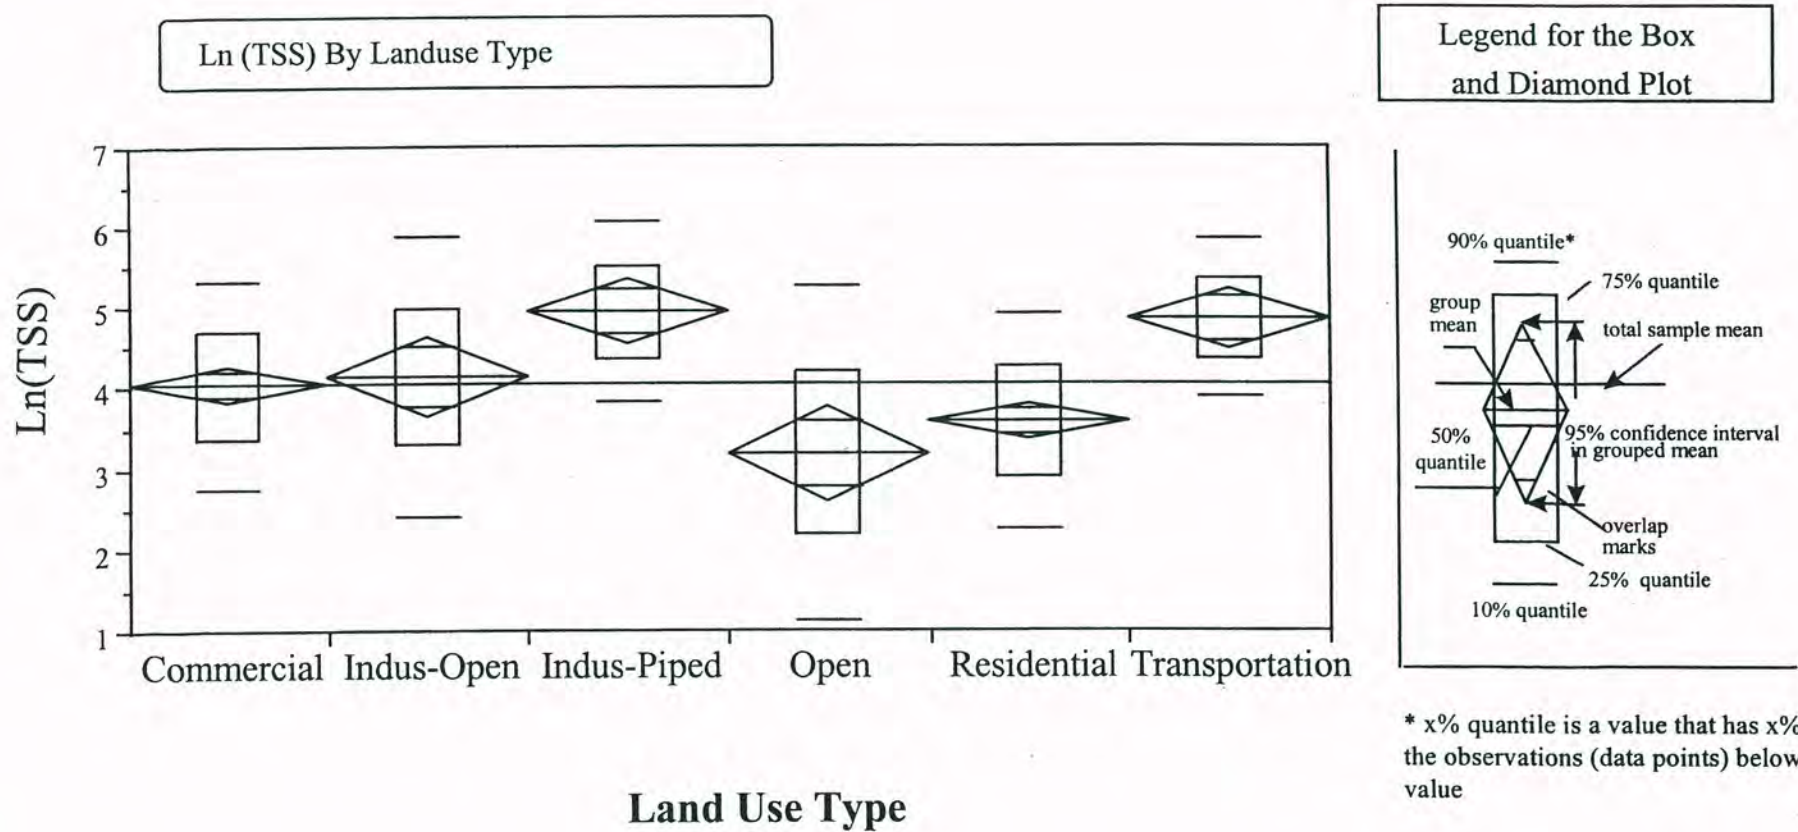 Ln (TSS) By Landuse Type
Legend for the Box
and Diamond Plot
Ln(TSS)
7
6
5
4
3
2
1
Commercial Indus-Open Indus-Piped Open Residential Transportation
Land Use Type
90% quantile*
75% quantile
group
mean
total sample mean
50%
quantile
95% confidence interval
in grouped mean
overlap
marks
25% quantile
10% quantile
* x% quantile is a value that has x%
the observations (data points) below
value